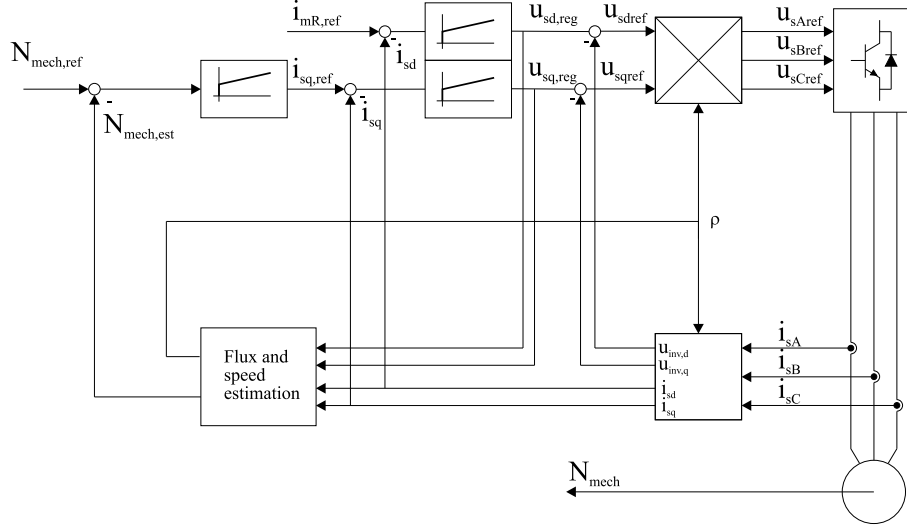 i_mR,ref
u_sd,reg
u_sdref
u_sAref
N_mech,ref
-
i_sd
-
u_sBref
i_sq,ref
-
u_sq,reg
-
u_sqref
u_sCref
-
N_mech,est
i_sq
ρ
Flux and
speed
estimation
u_inv,d
u_inv,q
i_sd
i_sq
i_sA
i_sB
i_sC
N_mech